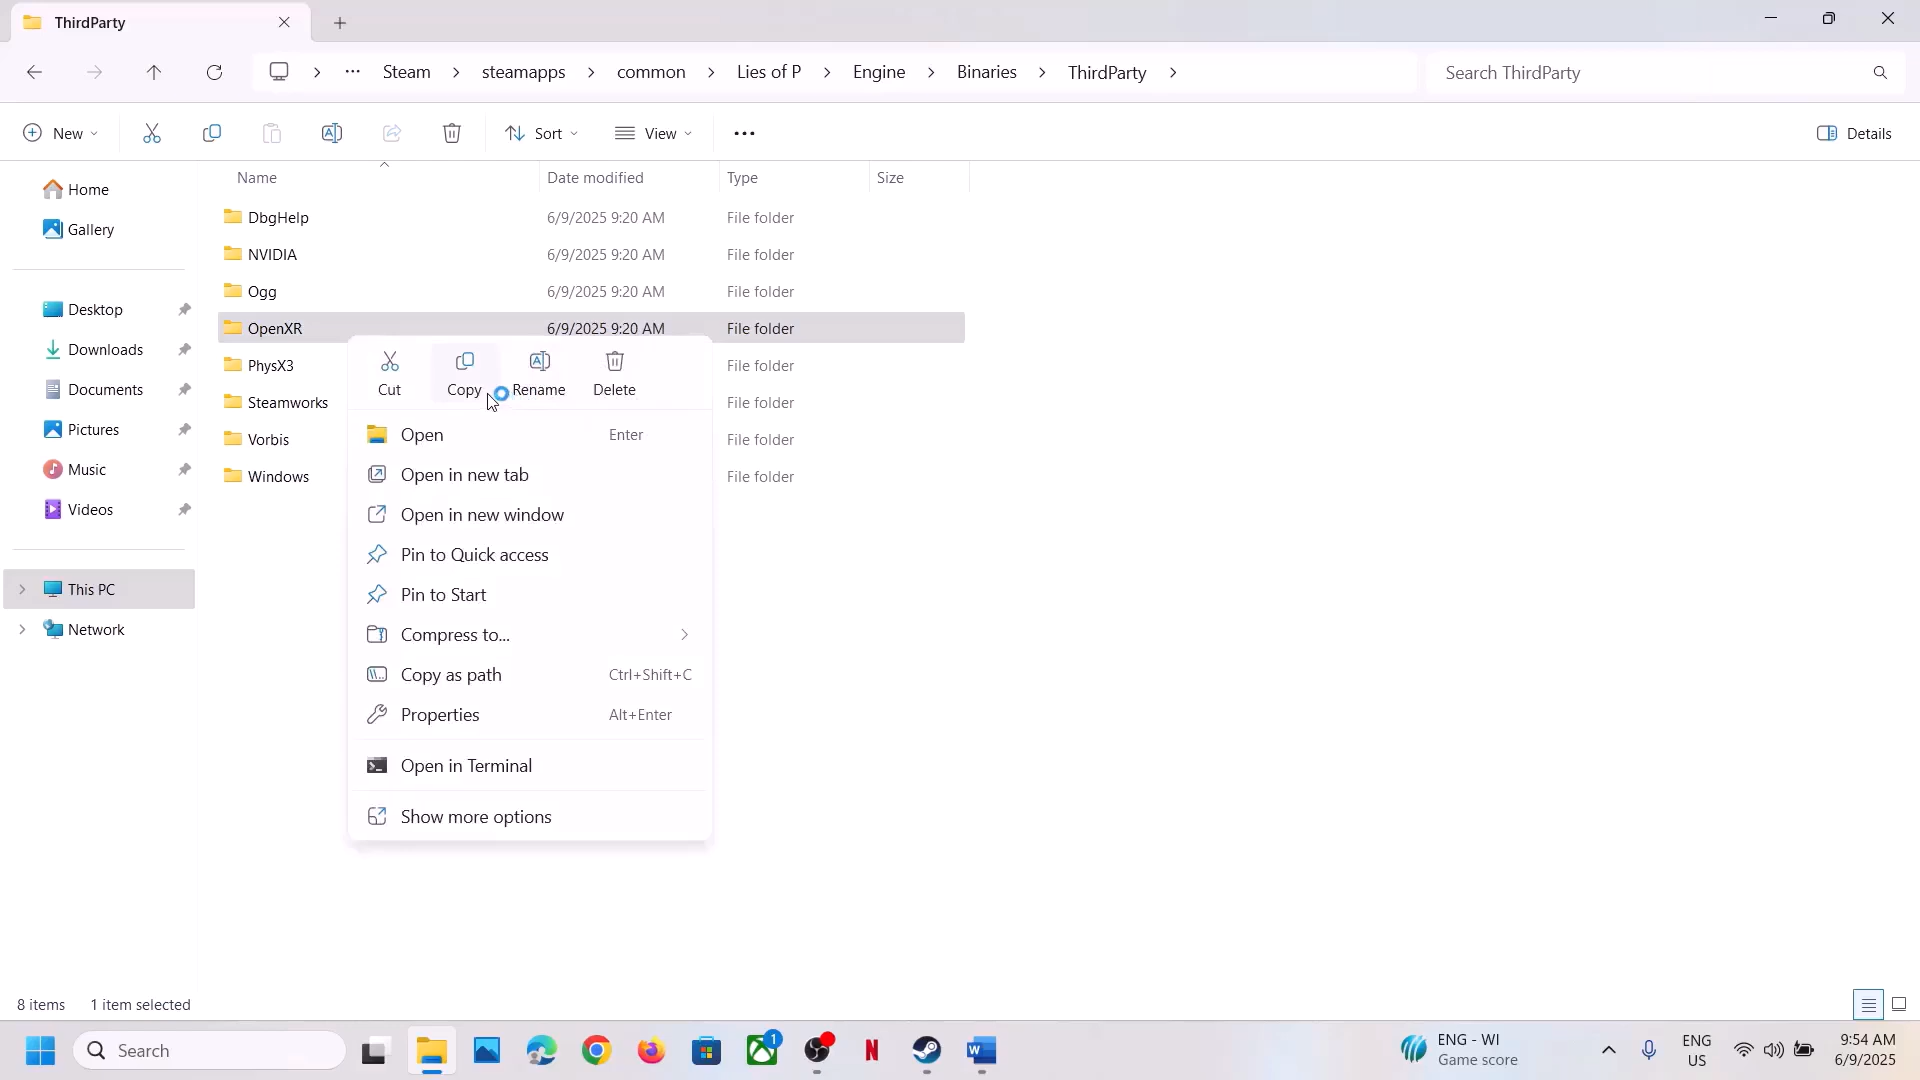 ThirdParty
Steam > steamapps > common > Lies of P > Engine > Binaries > ThirdParty >
Search ThirdParty
New
Sort
View
Details
Name Date modified Type Size
Home
Gallery
Desktop
Downloads
Documents
Pictures
Music
Videos
This PC
Network
DbgHelp 6/9/2025 9:20 AM File folder
NVIDIA 6/9/2025 9:20 AM File folder
Ogg 6/9/2025 9:20 AM File folder
OpenXR 6/9/2025 9:20 AM File folder
PhysX3 File folder
Steamworks File folder
Vorbis File folder
Windows File folder
Cut Copy Rename Delete
Open Enter
Open in new tab
Open in new window
Pin to Quick access
Pin to Start
Compress to...
Copy as path Ctrl+Shift+C
Properties Alt+Enter
Open in Terminal
Show more options
8 items 1 item selected
Search
1
ENG - WI
Game score
ENG
US
9:54 AM
6/9/2025